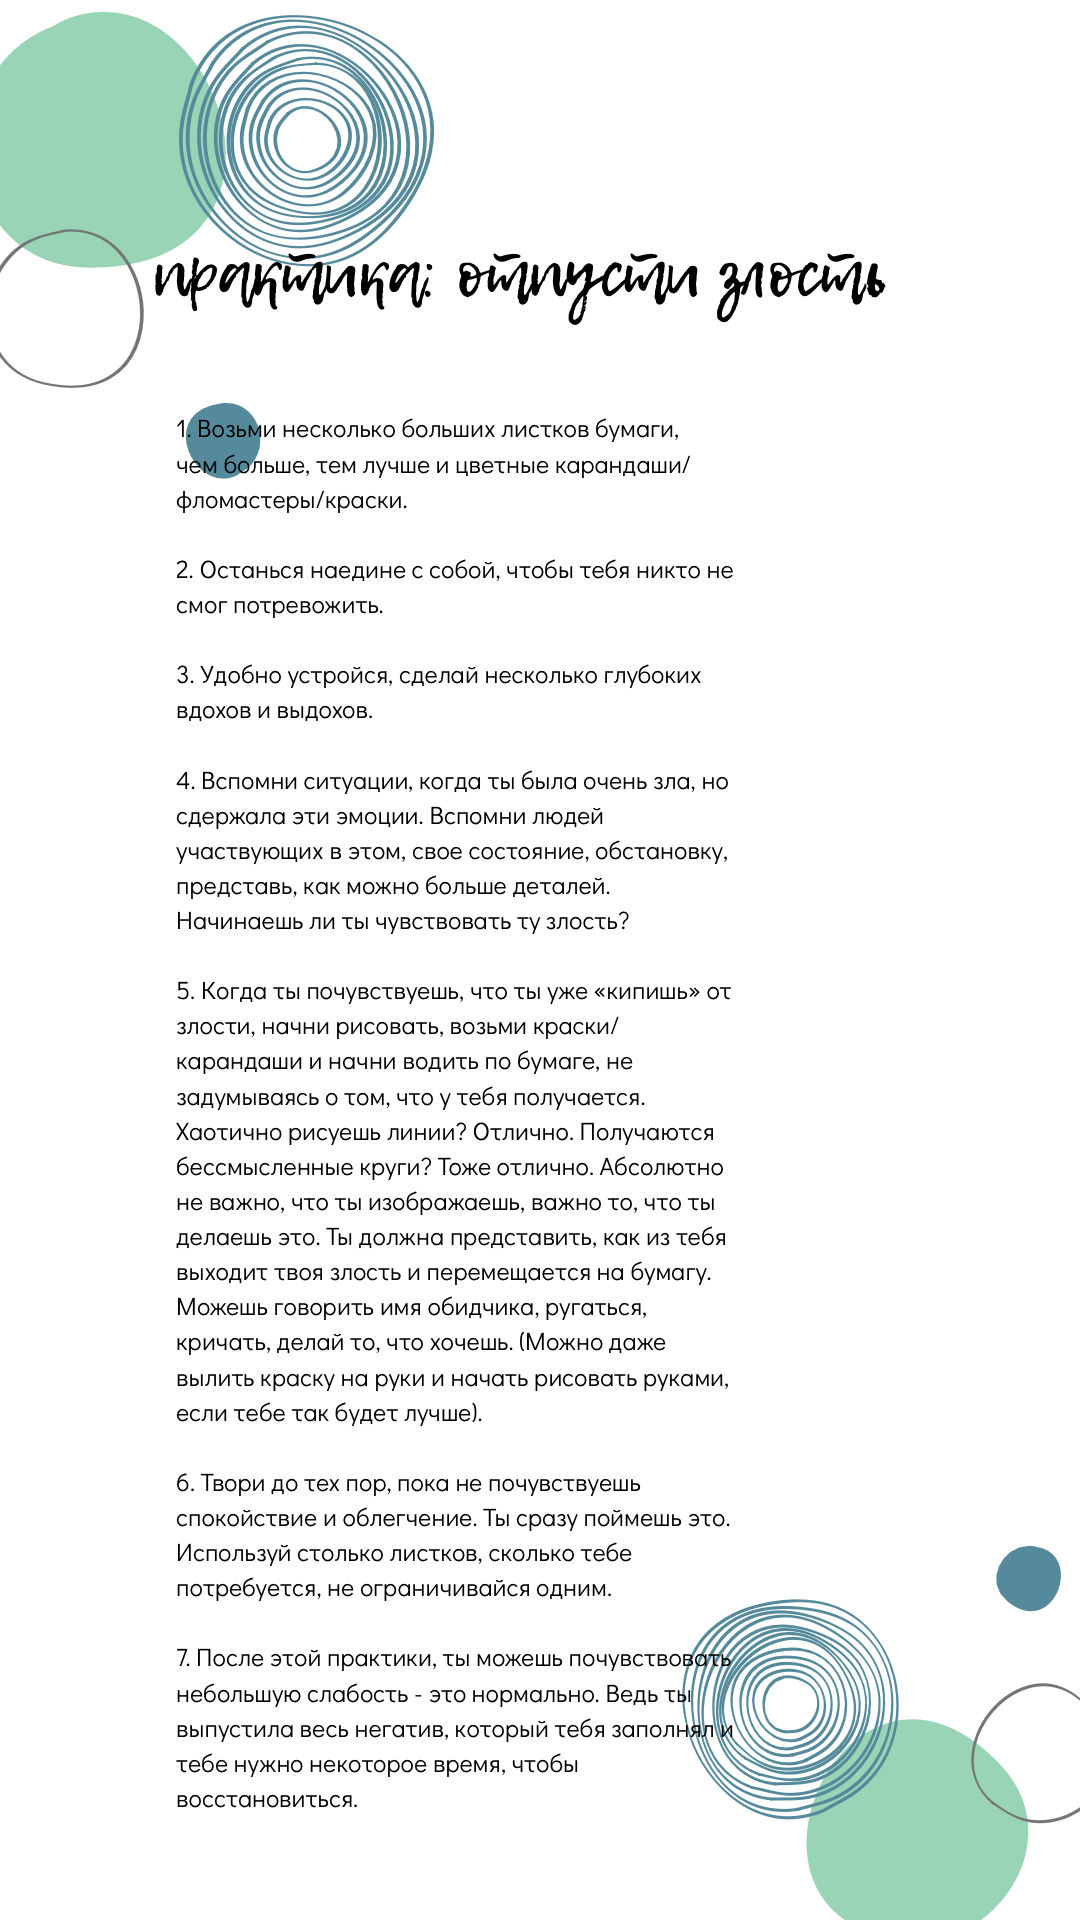 практика: отпусти злость
1. Возьми несколько больших листков бумаги,
чем больше, тем лучше и цветные карандаши/
фломастеры/краски.
2. Останься наедине с собой, чтобы тебя никто не
смог потревожить.
3. Удобно устройся, сделай несколько глубоких
вдохов и выдохов.
4. Вспомни ситуации, когда ты была очень зла, но
сдержала эти эмоции. Вспомни людей
участвующих в этом, свое состояние, обстановку,
представь, как можно больше деталей.
Начинаешь ли ты чувствовать ту злость?
5. Когда ты почувствуешь, что ты уже «кипишь» от
злости, начни рисовать, возьми краски/
карандаши и начни водить по бумаге, не
задумываясь о том, что у тебя получается.
Хаотично рисуешь линии? Отлично. Получаются
бессмысленные круги? Тоже отлично. Абсолютно
не важно, что ты изображаешь, важно то, что ты
делаешь это. Ты должна представить, как из тебя
выходит твоя злость и перемещается на бумагу.
Можешь говорить имя обидчика, ругаться,
кричать, делай то, что хочешь. (Можно даже
вылить краску на руки и начать рисовать руками,
если тебе так будет лучше).
6. Твори до тех пор, пока не почувствуешь
спокойствие и облегчение. Ты сразу поймешь это.
Используй столько листков, сколько тебе
потребуется, не ограничивайся одним.
7. После этой практики, ты можешь почувствовать
небольшую слабость - это нормально. Ведь ты
выпустила весь негатив, который тебя заполнял и
тебе нужно некоторое время, чтобы
восстановиться.